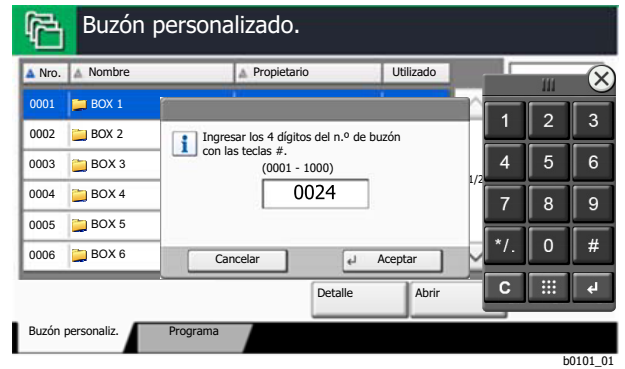 Buzón personalizado.
Nro. Nombre Propietario Utilizado
0001 BOX 1
0002 BOX 2
0003 BOX 3
0004 BOX 4
0005 BOX 5
0006 BOX 6
Ingresar los 4 dígitos del n.º de buzón
con las teclas #.
(0001 - 1000)
0024
Cancelar Aceptar
1/2
1 2 3
4 5 6
7 8 9
*/. 0 #
C
Detalle Abrir
Buzón personaliz. Programa
b0101_01